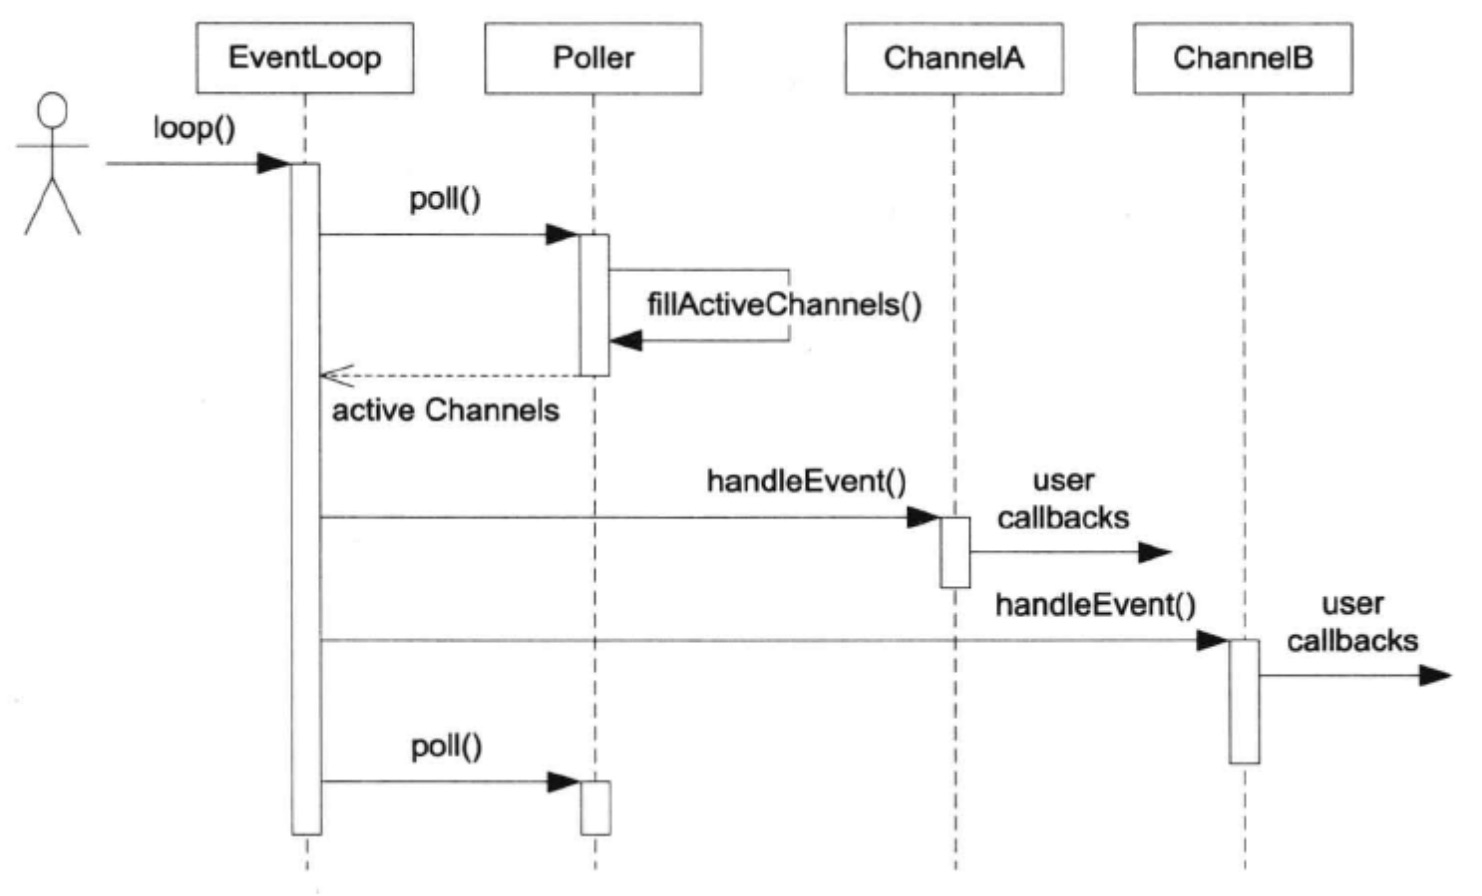 EventLoop
Poller
ChannelA
ChannelB
loop()
poll()
fillActiveChannels()
active Channels
handleEvent()
user
callbacks
handleEvent()
user
callbacks
poll()